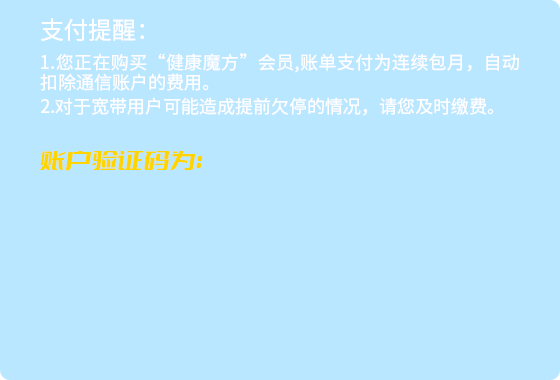 支付提醒：
1.您正在购买“健康魔方”会员,账单支付为连续包月，自动
扣除通信账户的费用。
2.对于宽带用户可能造成提前欠停的情况，请您及时缴费。
账户验证码为: